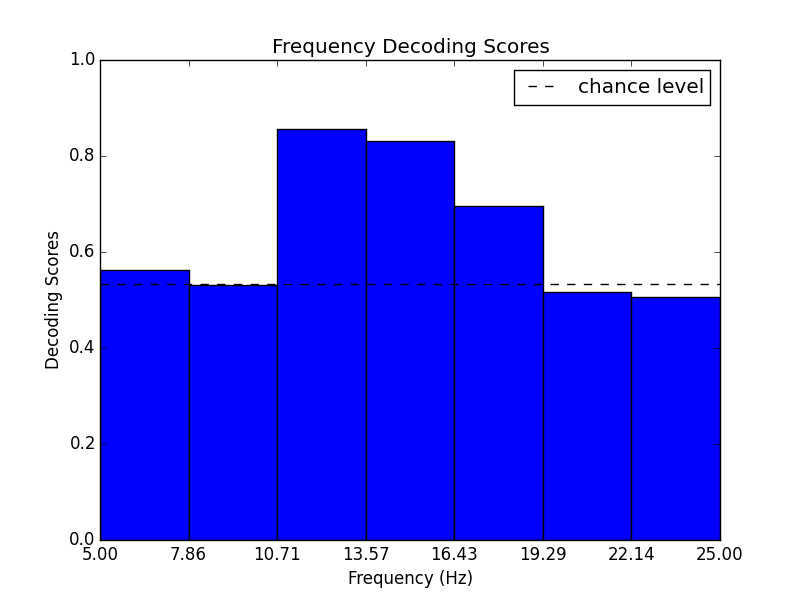 Frequency Decoding Scores
chance level
1.0
0.8
0.6
0.4
0.2
0.0
Decoding Scores
5.00 7.86 10.71 13.57 16.43 19.29 22.14 25.00
Frequency (Hz)